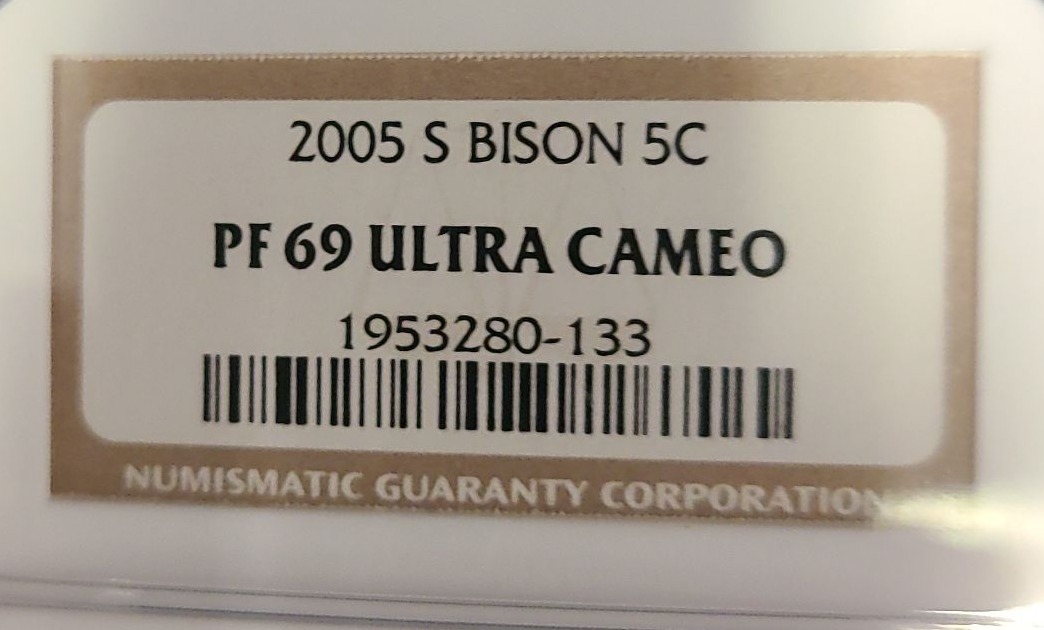 2005 S BISON 5C
PF 69 ULTRA CAMEO
1953280-133
NUMISMATIC GUARANTY CORPORATION